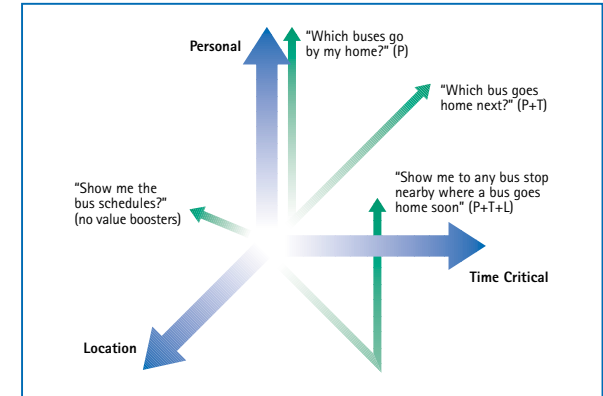 Personal
“Which buses go
by my home?” (P)
“Which bus goes
home next?” (P+T)
“Show me the
bus schedules?”
(no value boosters)
“Show me to any bus stop
nearby where a bus goes
home soon” (P+T+L)
Time Critical
Location